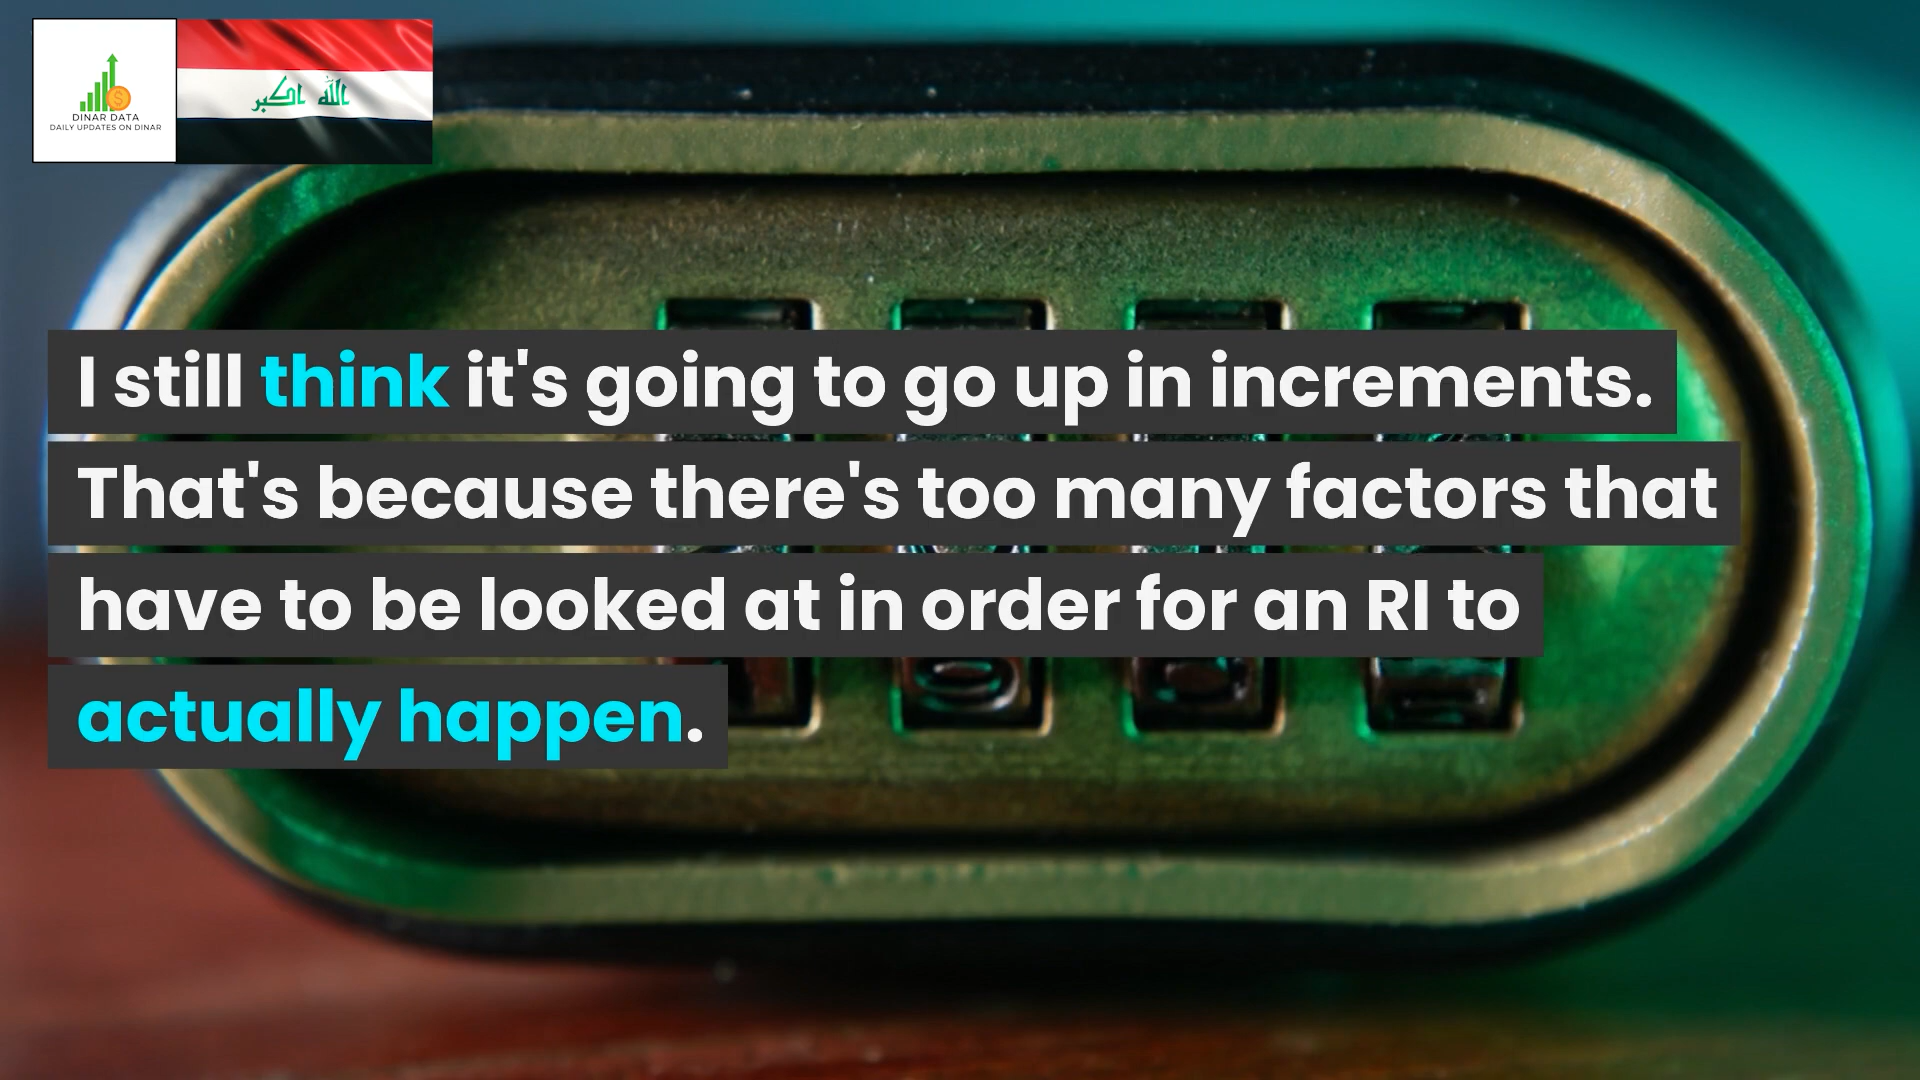 DINAR DATA
DAILY UPDATES ON DINAR
الله اكبر
I still think it's going to go up in increments.
That's because there's too many factors that
have to be looked at in order for an RI to
actually happen.